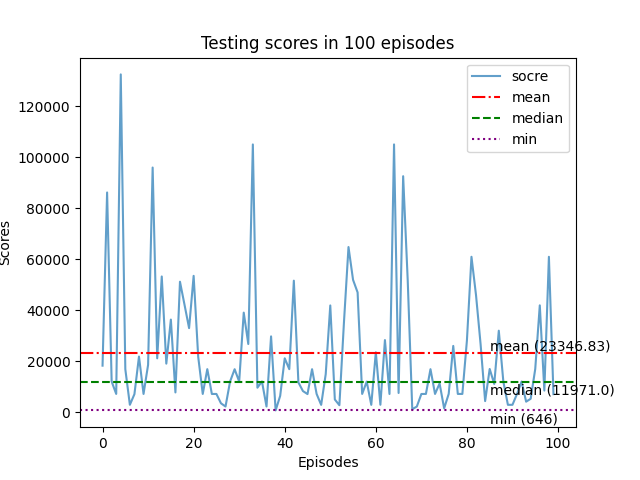 Testing scores in 100 episodes
socre
mean
median
min
120000
100000
80000
60000
40000
20000
0
Scores
mean (23346.83)
median (11971.0)
min (646)
0 20 40 60 80 100
Episodes